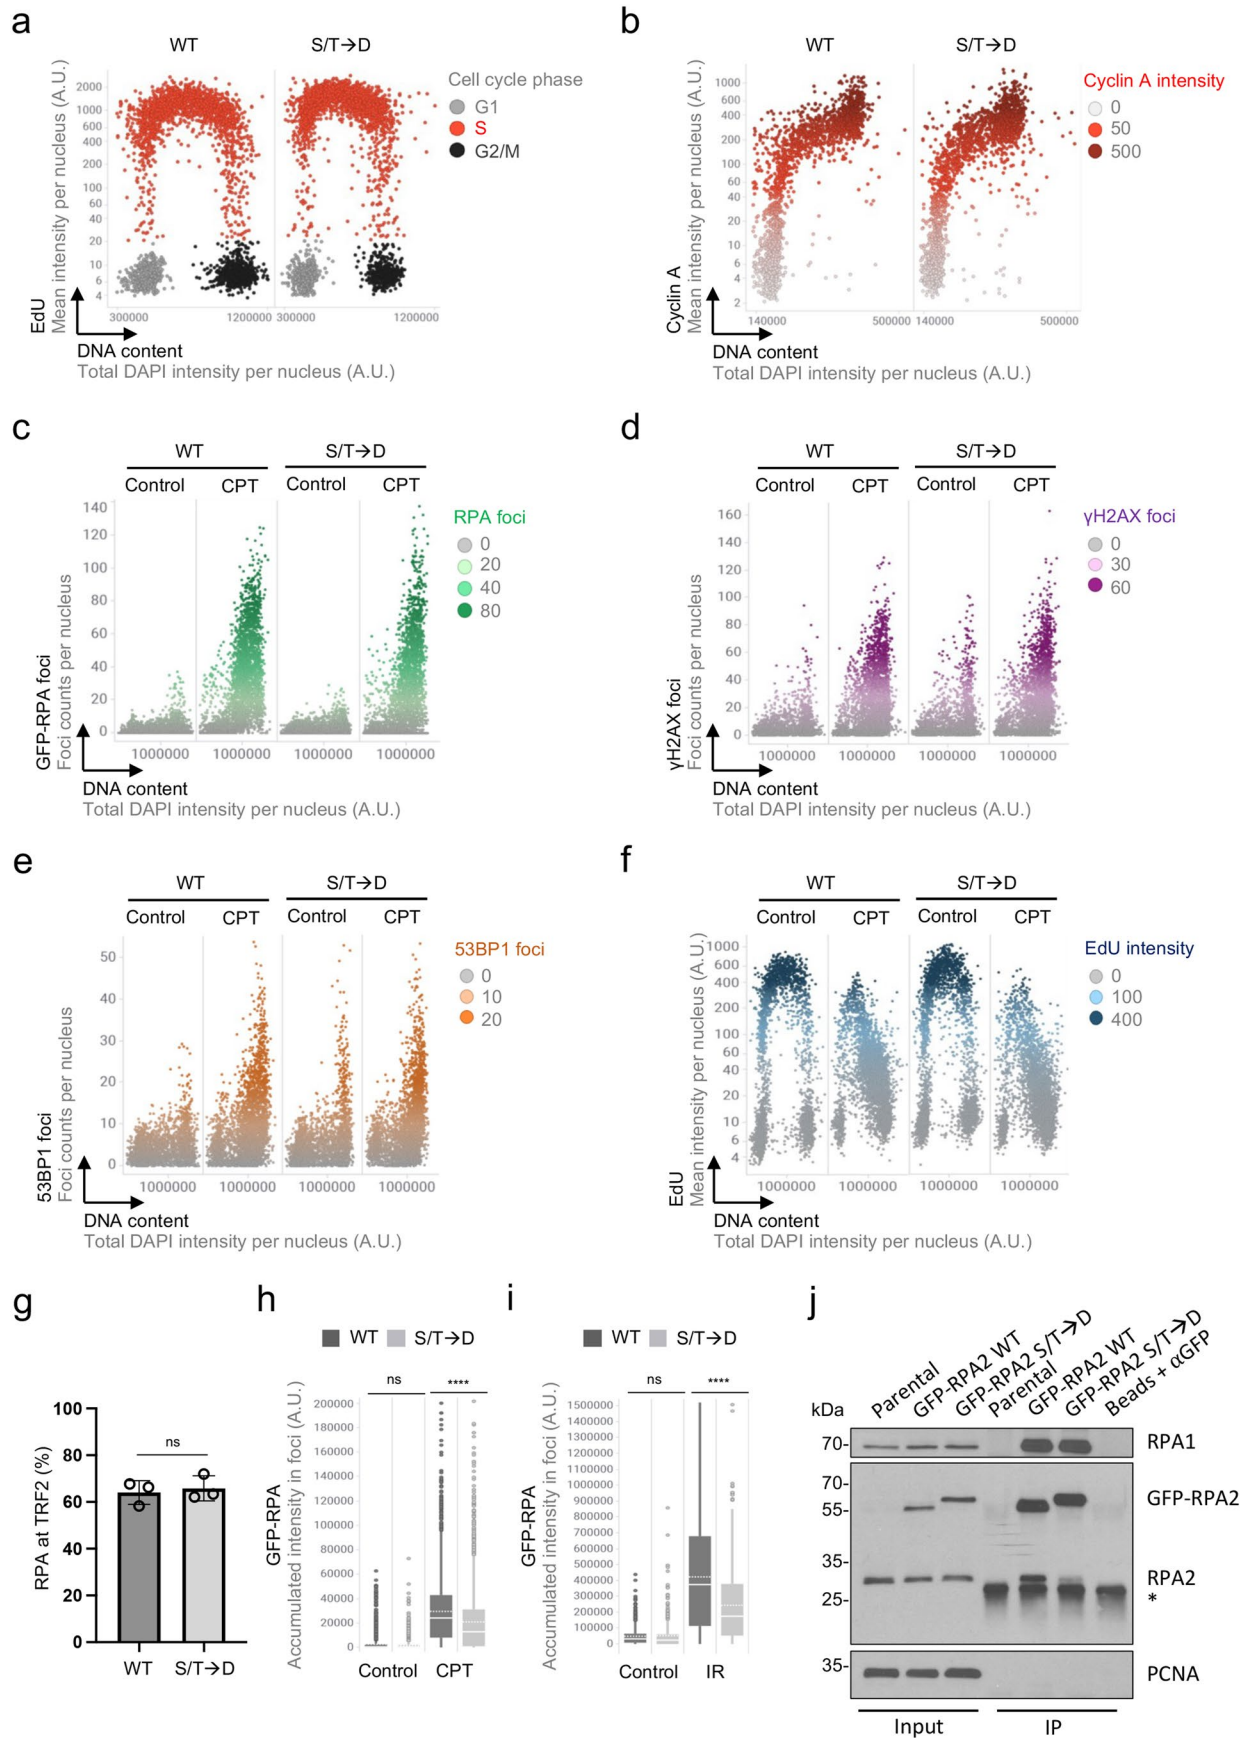 a
WT
S/T→D
EdU
Mean intensity per nucleus (A.U.)
2000
1000
600
400
200
100
60
40
20
10
6
4
300000
1200000
300000
1200000
DNA content
Total DAPI intensity per nucleus (A.U.)
Cell cycle phase
G1
S
G2/M
b
WT
S/T→D
Cyclin A
Mean intensity per nucleus (A.U.)
1000
600
400
200
100
60
40
20
10
6
4
2
140000
500000
140000
500000
DNA content
Total DAPI intensity per nucleus (A.U.)
Cyclin A intensity
0
50
500
c
WT
S/T→D
Control
CPT
Control
CPT
GFP-RPA foci
Foci counts per nucleus
140
120
100
80
60
40
20
0
1000000
1000000
1000000
1000000
DNA content
Total DAPI intensity per nucleus (A.U.)
RPA foci
0
20
40
80
d
WT
S/T→D
Control
CPT
Control
CPT
γH2AX foci
Foci counts per nucleus
160
140
120
100
80
60
40
20
0
1000000
1000000
1000000
1000000
DNA content
Total DAPI intensity per nucleus (A.U.)
γH2AX foci
0
30
60
e
WT
S/T→D
Control
CPT
Control
CPT
53BP1 foci
Foci counts per nucleus
50
40
30
20
10
0
1000000
1000000
1000000
1000000
DNA content
Total DAPI intensity per nucleus (A.U.)
53BP1 foci
0
10
20
f
WT
S/T→D
Control
CPT
Control
CPT
EdU
Mean intensity per nucleus (A.U.)
1000
600
400
200
100
60
40
20
10
6
4
1000000
1000000
1000000
1000000
DNA content
Total DAPI intensity per nucleus (A.U.)
EdU intensity
0
100
400
g
RPA at TRF2 (%)
100
80
60
40
20
0
ns
WT
S/T→D
h
WT
S/T→D
ns
****
GFP-RPA
Accumulated intensity in foci (A.U.)
200000
180000
160000
140000
120000
100000
80000
60000
40000
20000
0
Control
CPT
i
WT
S/T→D
ns
****
GFP-RPA
Accumulated intensity in foci (A.U.)
1500000
1400000
1300000
1200000
1100000
1000000
900000
800000
700000
600000
500000
400000
300000
200000
100000
0
Control
IR
j
Parental
GFP-RPA2 WT
GFP-RPA2 S/T→D
Parental
GFP-RPA2 WT
GFP-RPA2 S/T→D
Beads + αGFP
kDa
70-
RPA1
70-
55-
GFP-RPA2
35-
RPA2
25-
*
35-
PCNA
Input
IP